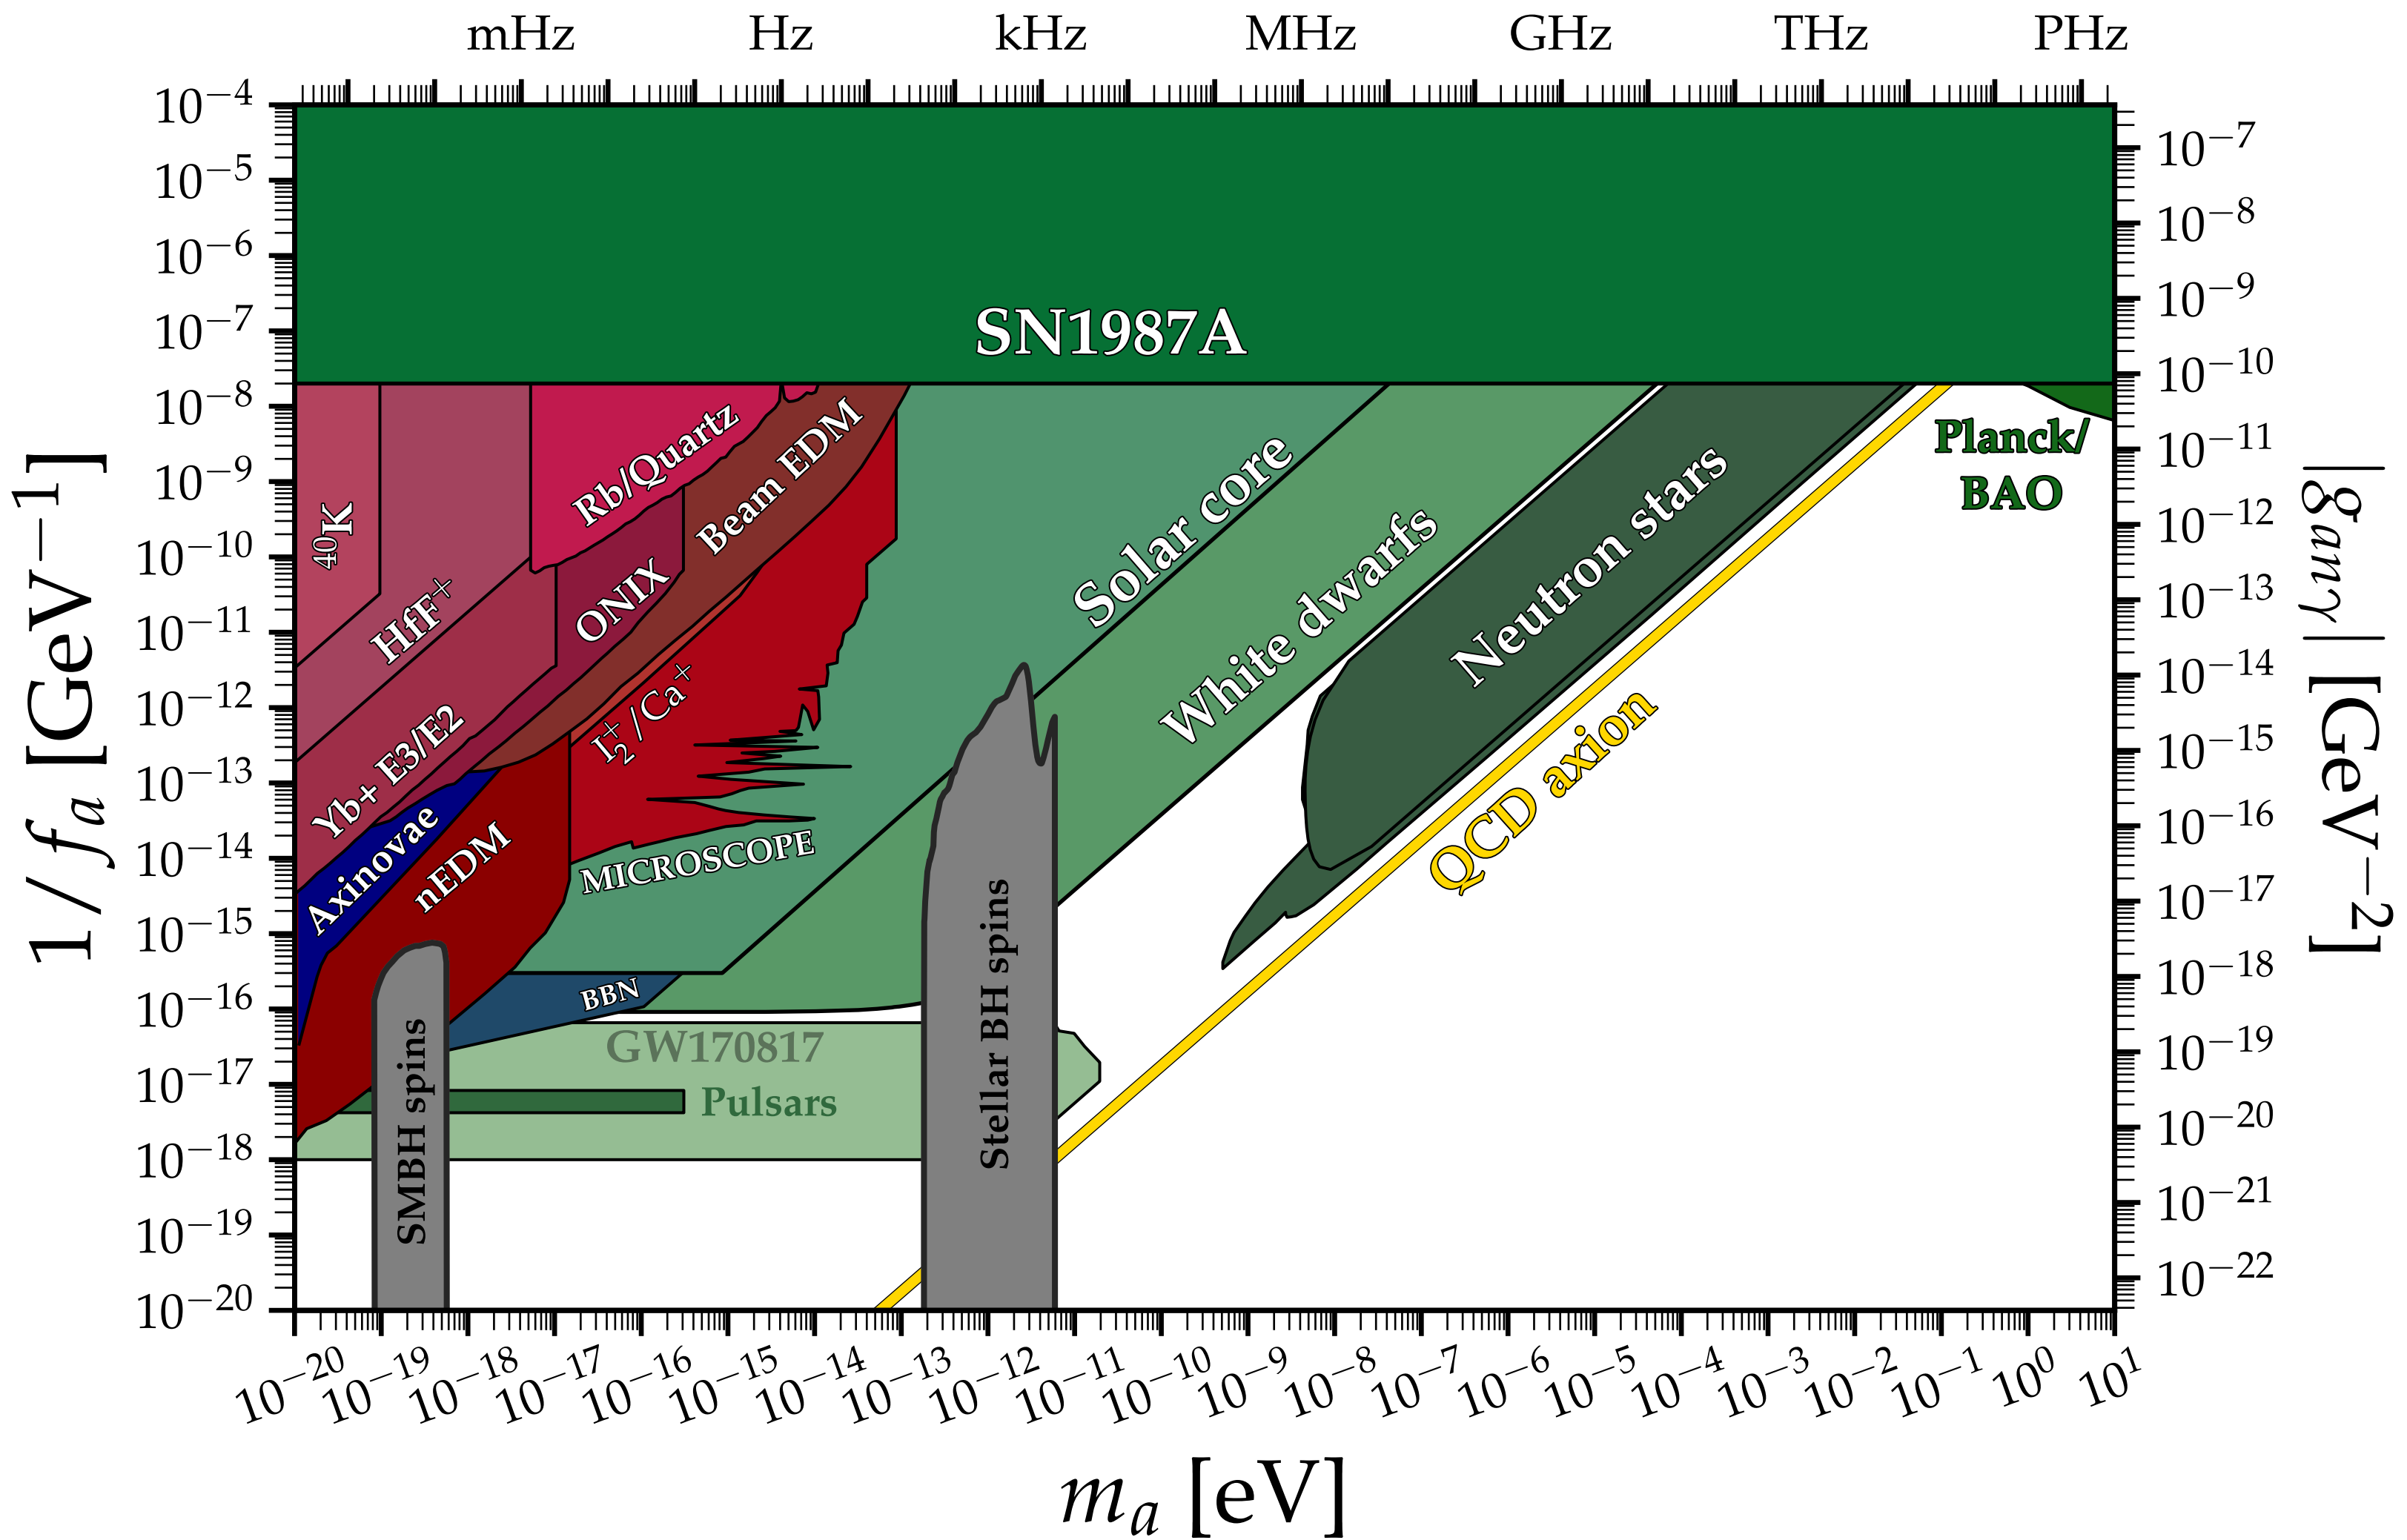 mHz Hz kHz MHz GHz THz PHz
10⁻⁴
10⁻⁵
10⁻⁶
10⁻⁷
10⁻⁸
10⁻⁹
10⁻¹⁰
10⁻¹¹
10⁻¹²
10⁻¹³
10⁻¹⁴
10⁻¹⁵
10⁻¹⁶
10⁻¹⁷
10⁻¹⁸
10⁻¹⁹
10⁻²⁰
1/fₐ [GeV⁻¹]
SN1987A
⁴⁰K
HfF⁺
Rb/Quartz
Yb+ E3/E2
ONIX
Beam EDM
I₂⁺/Ca⁺
Axinovae
nEDM
MICROSCOPE
Solar core
White dwarfs
Neutron stars
QCD axion
Planck/
BAO
BBN
GW170817
Pulsars
SMBH spins
Stellar BH spins
10⁻⁷
10⁻⁸
10⁻⁹
10⁻¹⁰
10⁻¹¹
10⁻¹²
10⁻¹³
10⁻¹⁴
10⁻¹⁵
10⁻¹⁶
10⁻¹⁷
10⁻¹⁸
10⁻¹⁹
10⁻²⁰
10⁻²¹
10⁻²²
|gₐₙᵧ| [GeV⁻²]
10⁻²⁰ 10⁻¹⁹ 10⁻¹⁸ 10⁻¹⁷ 10⁻¹⁶ 10⁻¹⁵ 10⁻¹⁴ 10⁻¹³ 10⁻¹² 10⁻¹¹ 10⁻¹⁰ 10⁻⁹ 10⁻⁸ 10⁻⁷ 10⁻⁶ 10⁻⁵ 10⁻⁴ 10⁻³ 10⁻² 10⁻¹ 10⁰ 10¹
mₐ [eV]